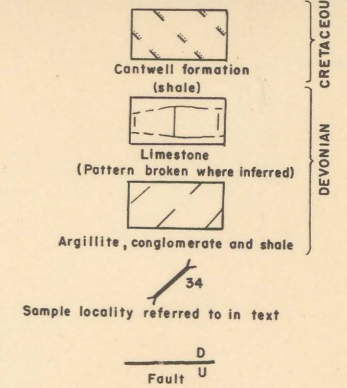 CRETACEOU
Cantwell formation
(shale)
DEVONIAN
Limestone
(Pattern broken where inferred)
Argillite, conglomerate and shale
34
Sample locality referred to in text
D
U
Fault